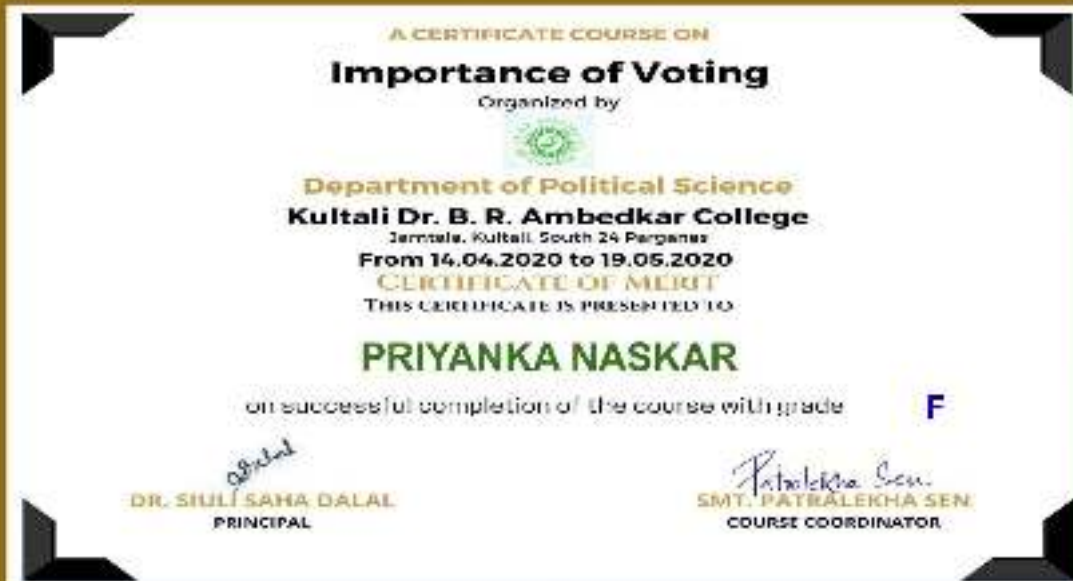 A CERTIFICATE COURSE ON
Importance of Voting
Organized by
Department of Political Science
Kultali Dr. B. R. Ambedkar College
Jamtala, Kultali, South 24 Parganas
From 14.04.2020 to 19.05.2020
CERTIFICATE OF MERIT
THIS CERTIFICATE IS PRESENTED TO
PRIYANKA NASKAR
on successful completion of the course with grade F
Patralekha Sen.
DR. SIULI SAHA DALAL
SMT. PATRALEKHA SEN
PRINCIPAL
COURSE COORDINATOR